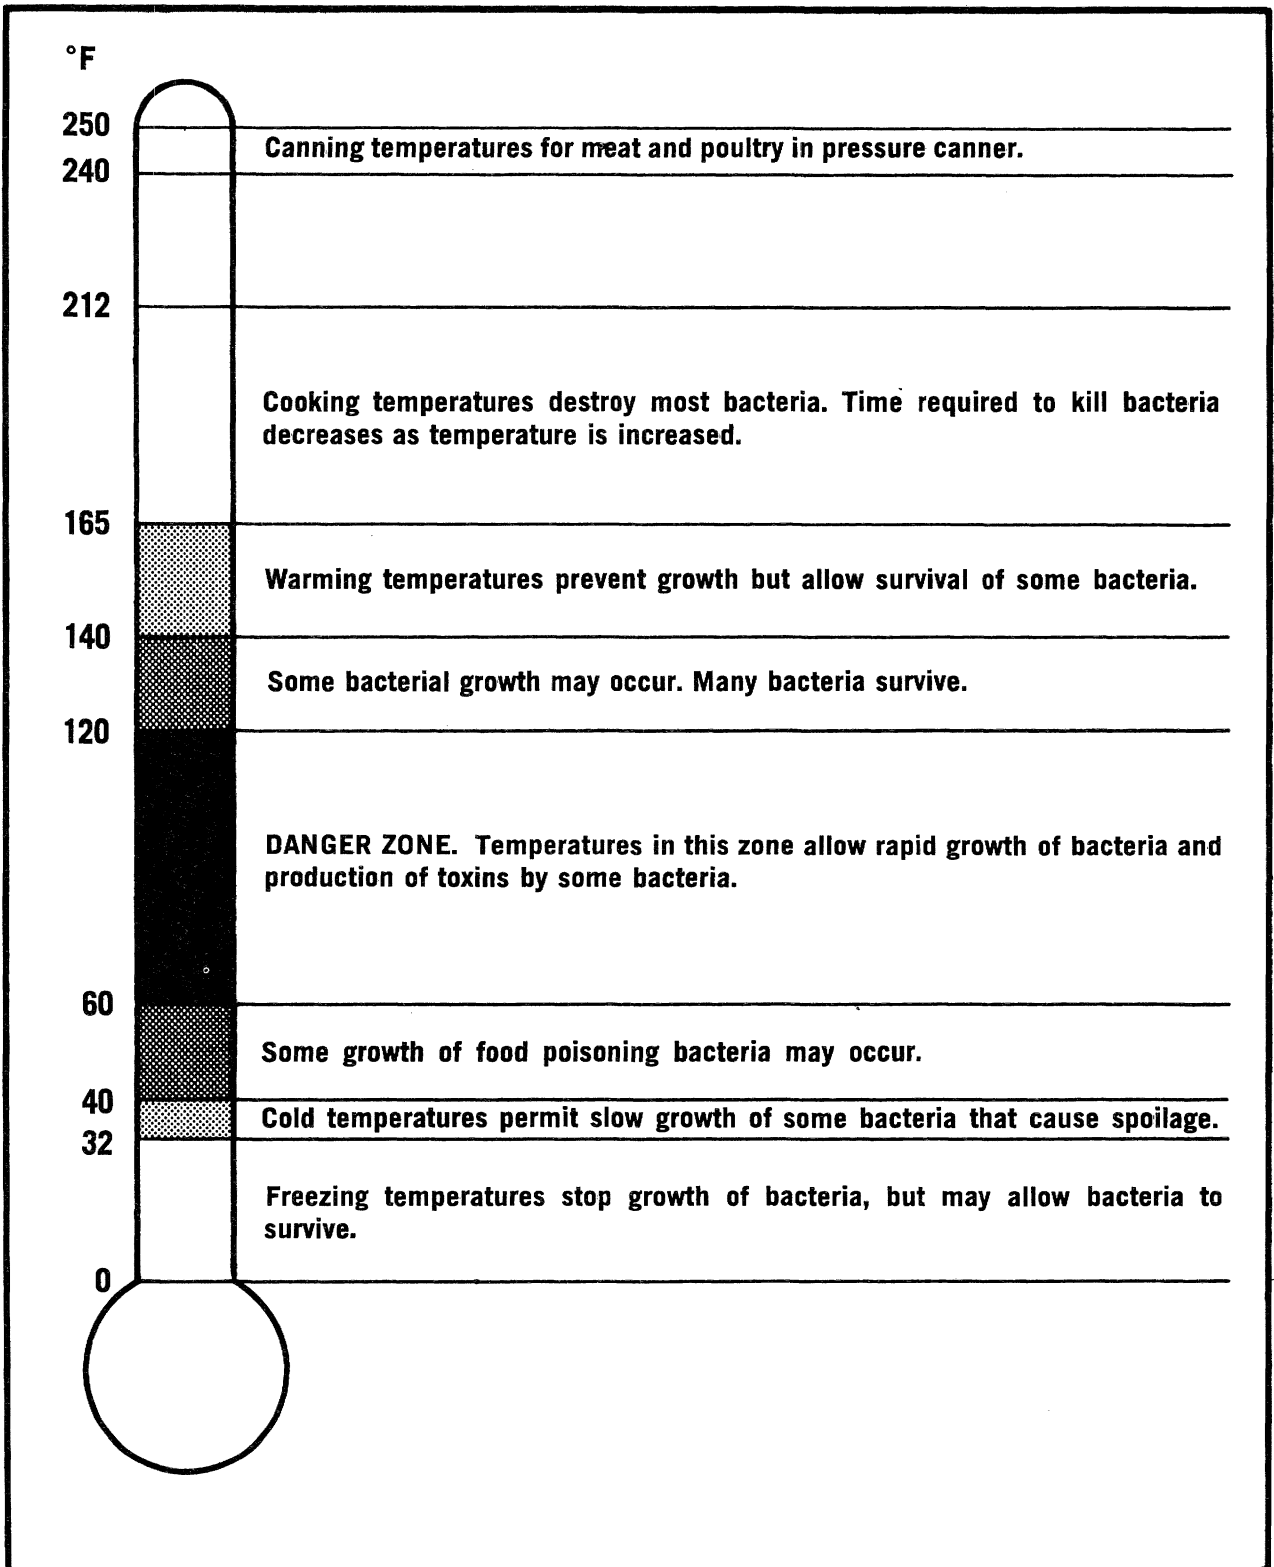 °F
250
Canning temperatures for meat and poultry in pressure canner.
240
212
Cooking temperatures destroy most bacteria. Time required to kill bacteria
decreases as temperature is increased.
165
Warming temperatures prevent growth but allow survival of some bacteria.
140
Some bacterial growth may occur. Many bacteria survive.
120
DANGER ZONE. Temperatures in this zone allow rapid growth of bacteria and
production of toxins by some bacteria.
60
Some growth of food poisoning bacteria may occur.
40
Cold temperatures permit slow growth of some bacteria that cause spoilage.
32
Freezing temperatures stop growth of bacteria, but may allow bacteria to
survive.
0